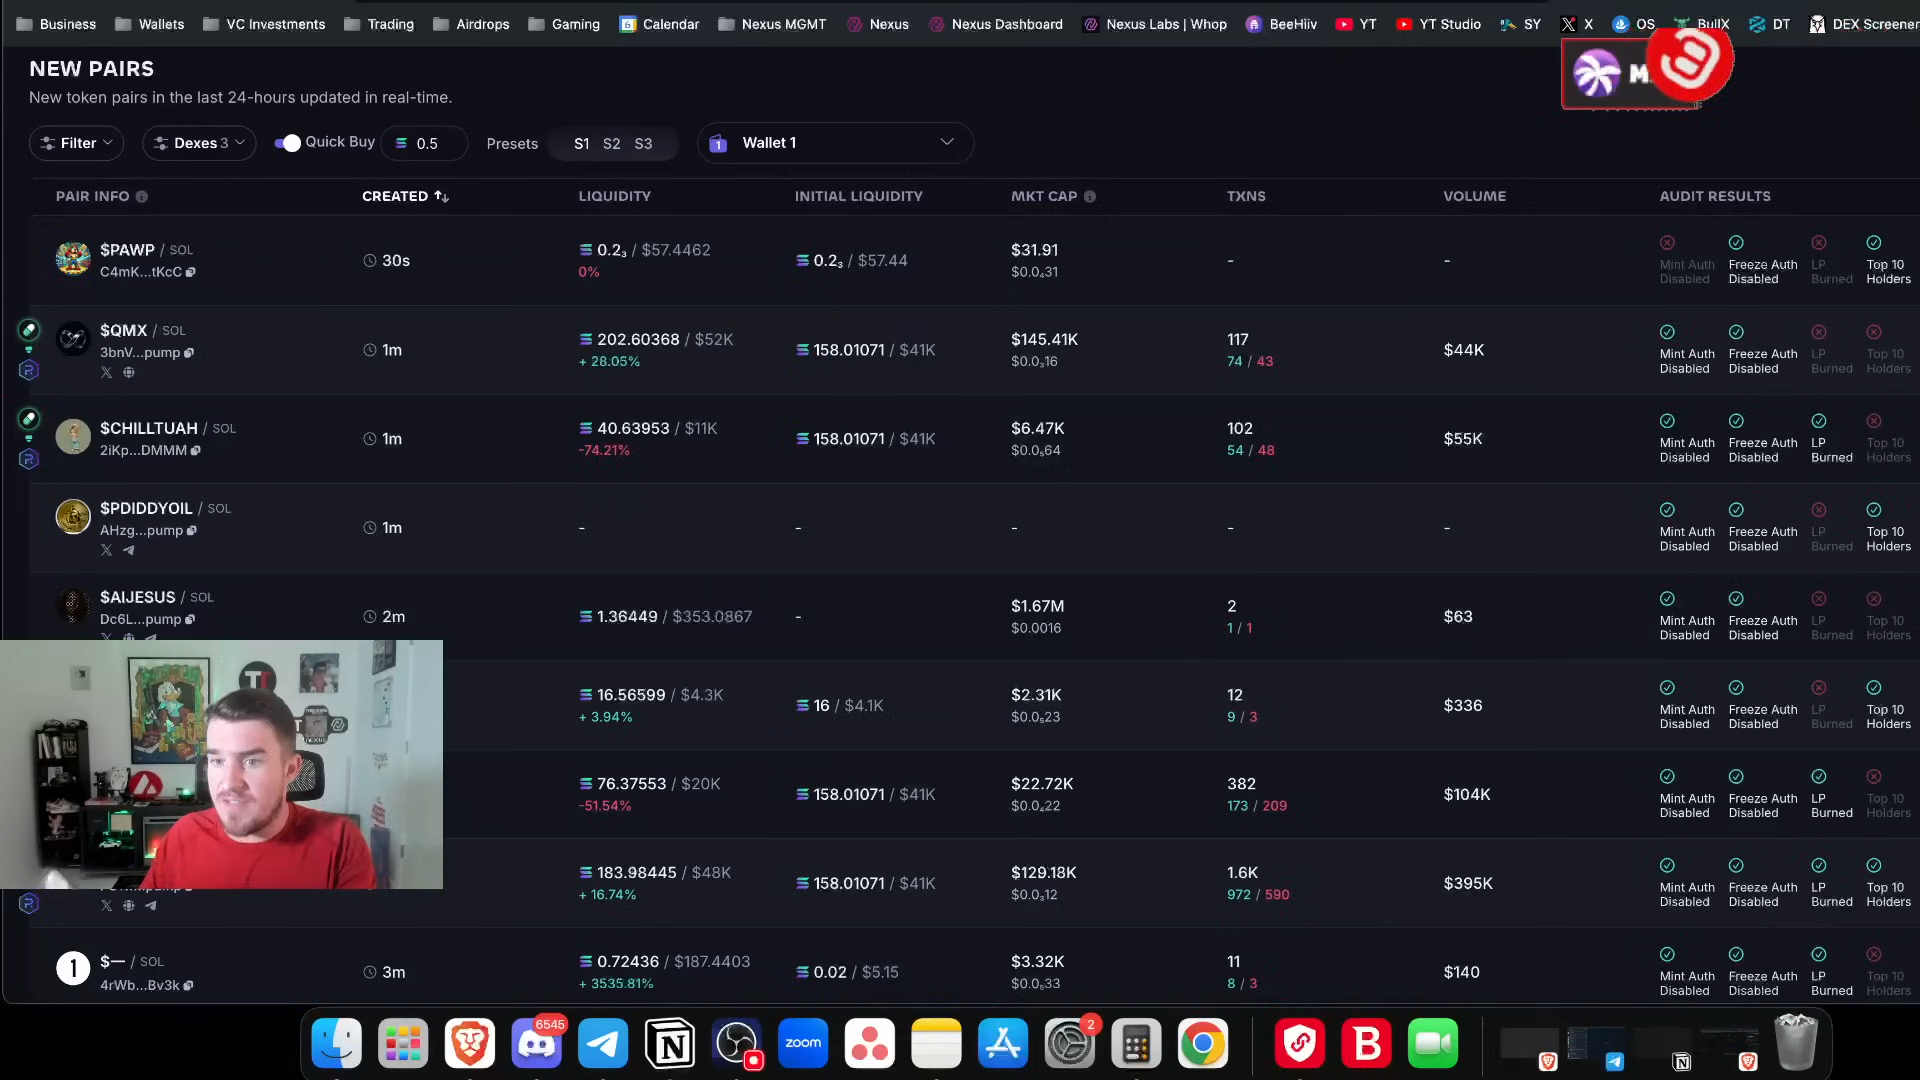 Business Wallets VC Investments Trading Airdrops Gaming Calendar Nexus MGMT Nexus Nexus Dashboard Nexus Labs | Whop BeeHiiv YT YT Studio SY X OS BullX DT DEX Screener
NEW PAIRS
New token pairs in the last 24-hours updated in real-time.
Filter Dexes 3 Quick Buy 0.5 Presets S1 S2 S3 1 Wallet 1
PAIR INFO CREATED LIQUIDITY INITIAL LIQUIDITY MKT CAP TXNS VOLUME AUDIT RESULTS
$PAWP / SOL
C4mK...tKcC
30s
0.2₃ / $57.4462
0%
0.2₃ / $57.44
$31.91
$0.0₄31
-
-
Mint Auth Disabled
Freeze Auth Disabled
LP Burned
Top 10 Holders
$QMX / SOL
3bnV...pump
1m
202.60368 / $52K
+ 28.05%
158.01071 / $41K
$145.41K
$0.0₃16
117
74 / 43
$44K
Mint Auth Disabled
Freeze Auth Disabled
LP Burned
Top 10 Holders
$CHILLTUAH / SOL
2iKp...DMMM
1m
40.63953 / $11K
-74.21%
158.01071 / $41K
$6.47K
$0.0₅64
102
54 / 48
$55K
Mint Auth Disabled
Freeze Auth Disabled
LP Burned
Top 10 Holders
$PDIDDYOIL / SOL
AHzg...pump
1m
-
-
-
-
-
Mint Auth Disabled
Freeze Auth Disabled
LP Burned
Top 10 Holders
$AIJESUS / SOL
Dc6L...pump
2m
1.36449 / $353.0867
-
$1.67M
$0.0016
2
1 / 1
$63
Mint Auth Disabled
Freeze Auth Disabled
LP Burned
Top 10 Holders
16.56599 / $4.3K
+ 3.94%
16 / $4.1K
$2.31K
$0.0₅23
12
9 / 3
$336
Mint Auth Disabled
Freeze Auth Disabled
LP Burned
Top 10 Holders
76.37553 / $20K
-51.54%
158.01071 / $41K
$22.72K
$0.0₄22
382
173 / 209
$104K
Mint Auth Disabled
Freeze Auth Disabled
LP Burned
Top 10 Holders
183.98445 / $48K
+ 16.74%
158.01071 / $41K
$129.18K
$0.0₃12
1.6K
972 / 590
$395K
Mint Auth Disabled
Freeze Auth Disabled
LP Burned
Top 10 Holders
1
$— / SOL
4rWb...Bv3k
3m
0.72436 / $187.4403
+ 3535.81%
0.02 / $5.15
$3.32K
$0.0₅33
11
8 / 3
$140
Mint Auth Disabled
Freeze Auth Disabled
LP Burned
Top 10 Holders
6545
zoom
2